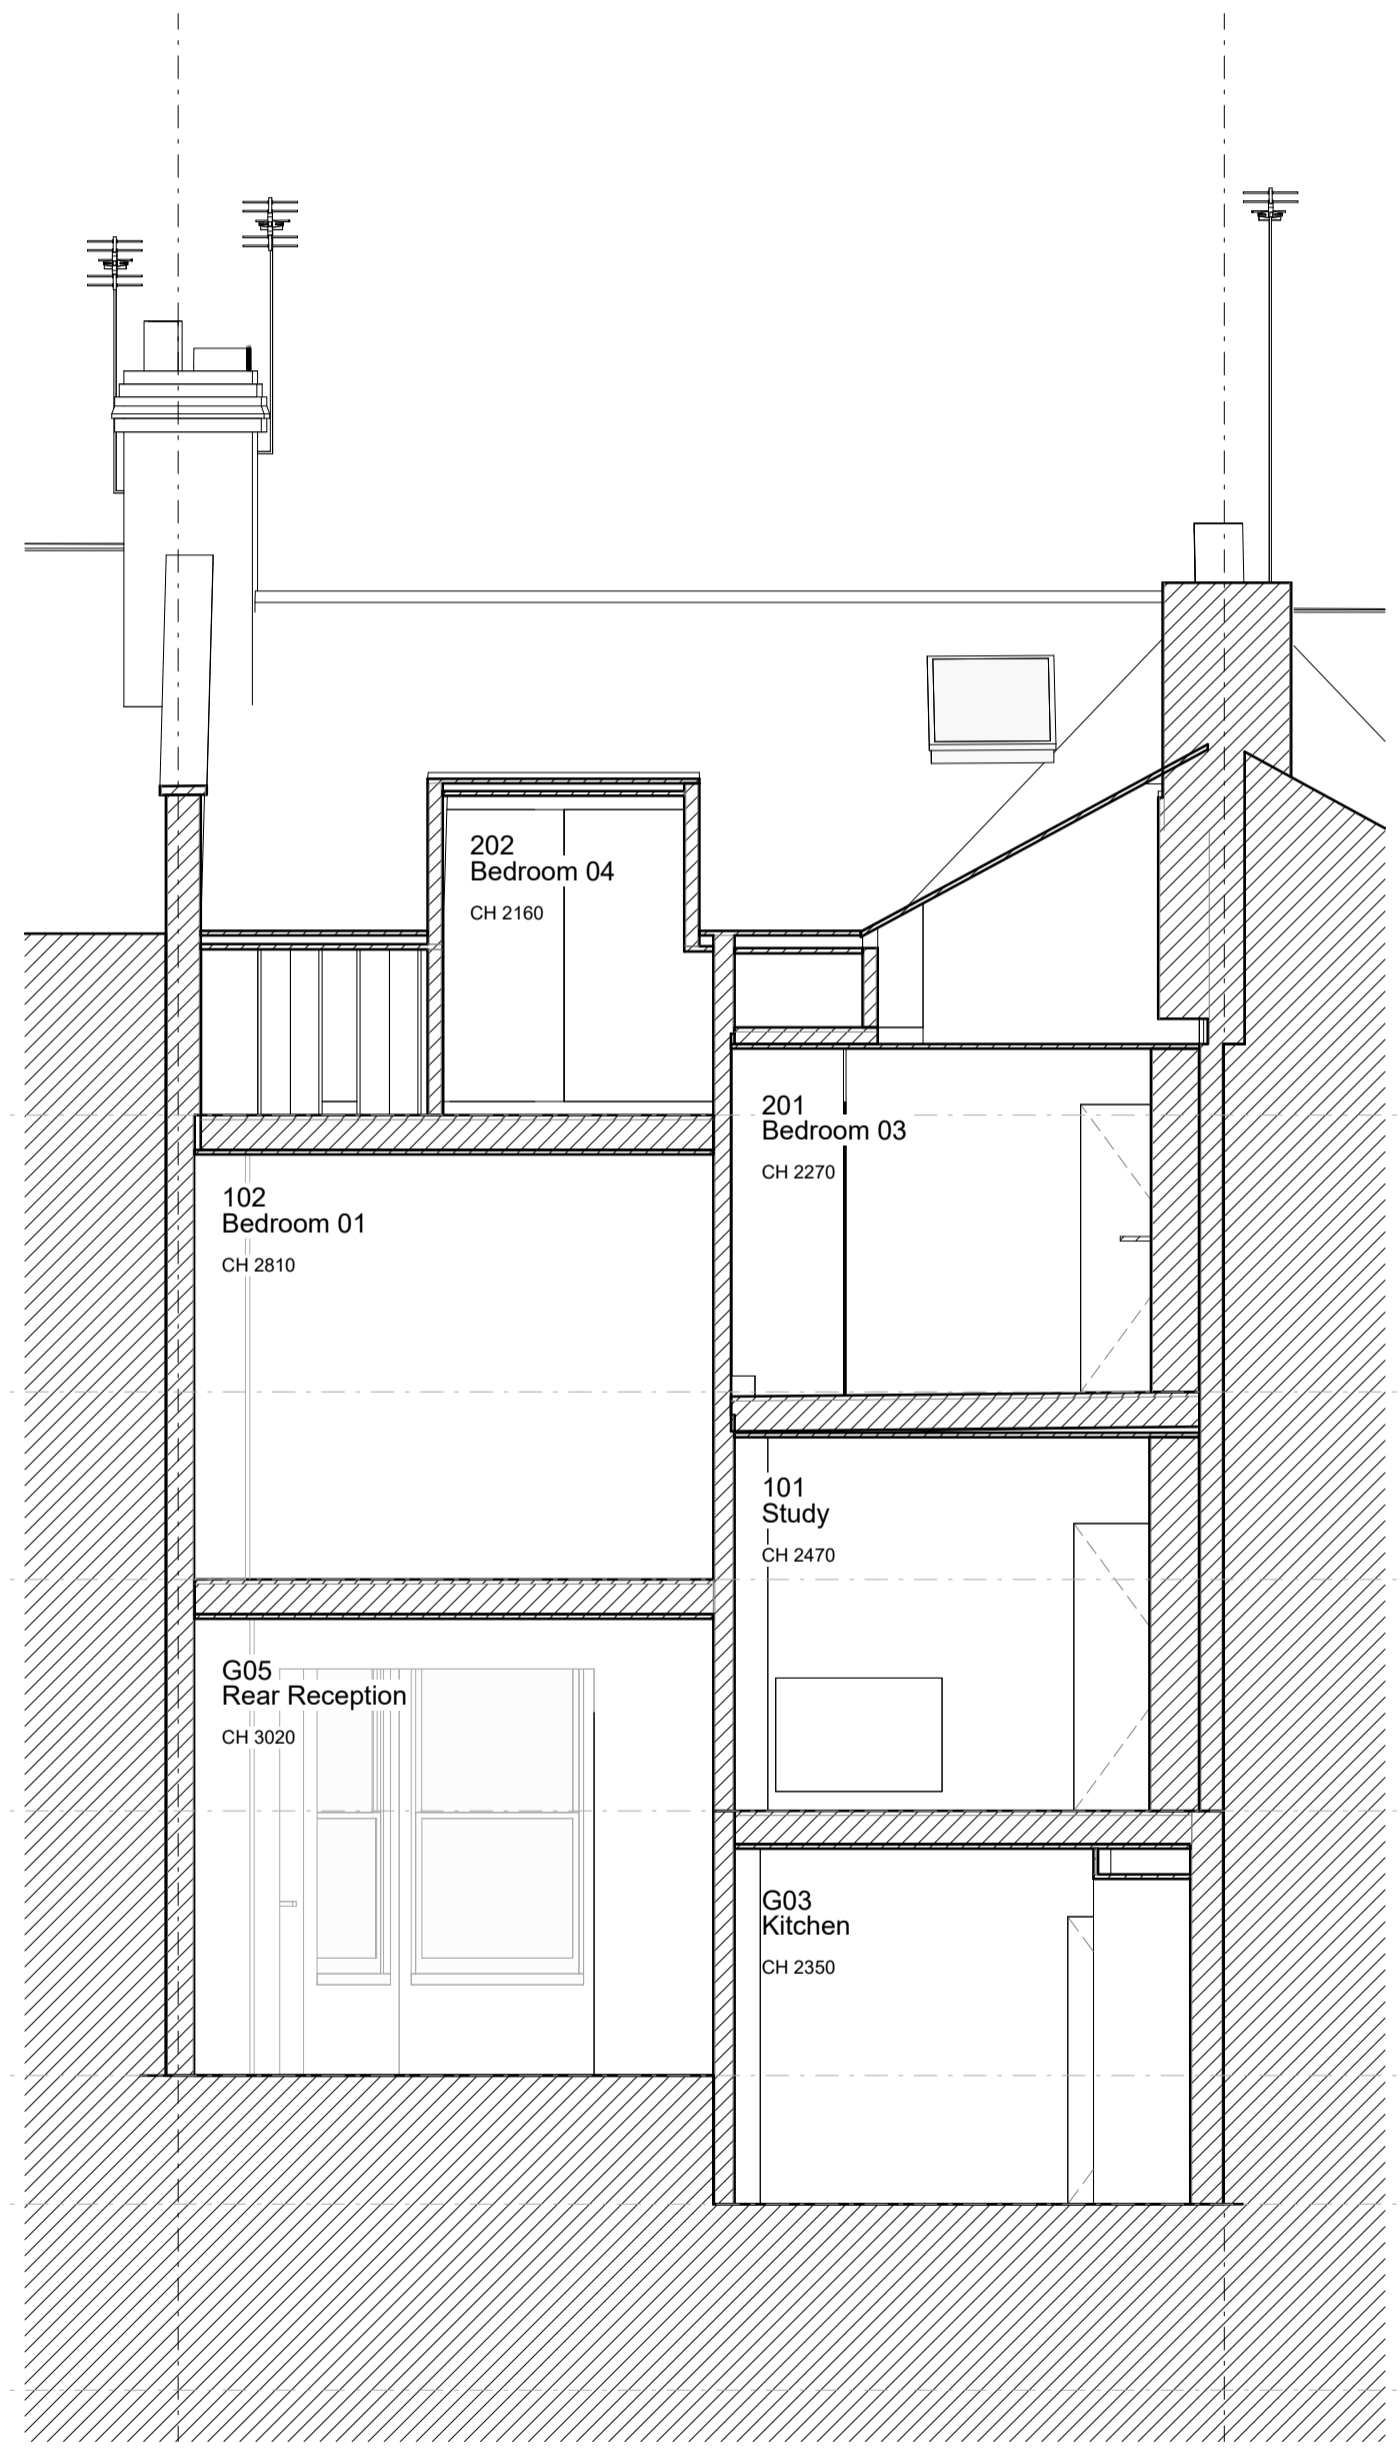 202
Bedroom 04
CH 2160
201
Bedroom 03
CH 2270
102
Bedroom 01
CH 2810
101
Study
CH 2470
G05
Rear Reception
CH 3020
G03
Kitchen
CH 2350